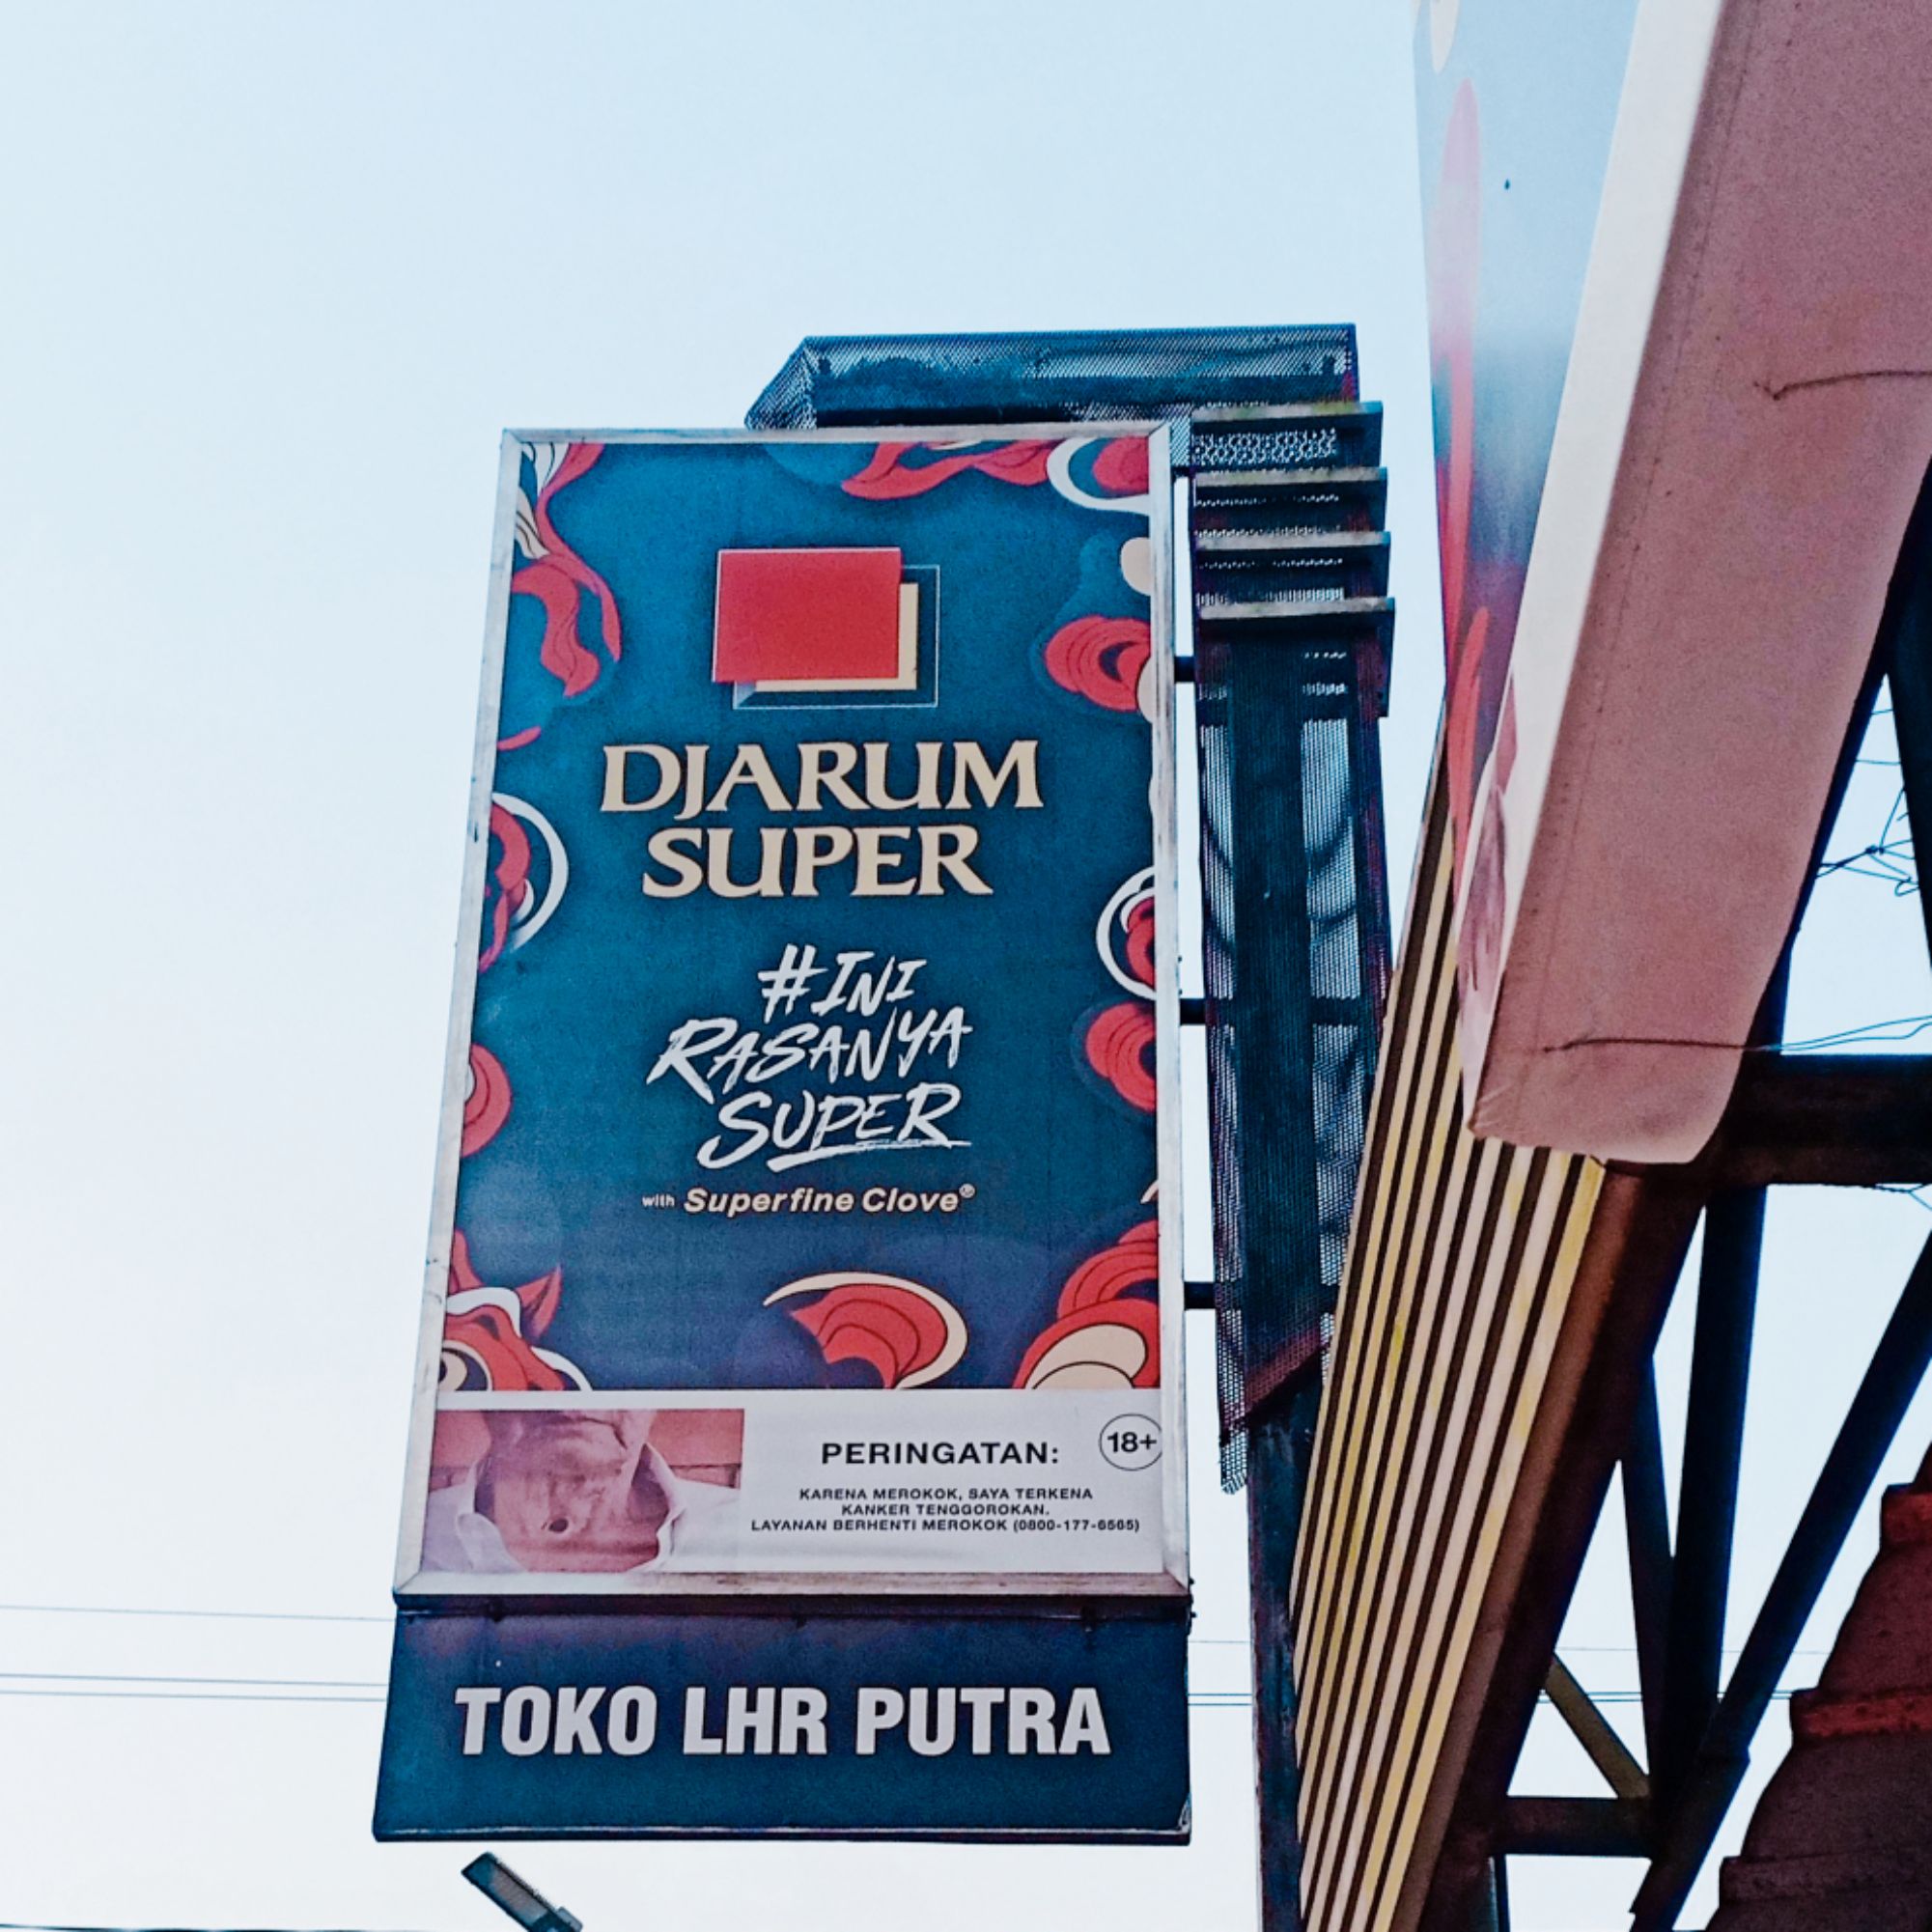 DJARUM
SUPER
#INI
RASANYA
SUPER
with Superfine Clove®
PERINGATAN:
18+
KARENA MEROKOK, SAYA TERKENA
KANKER TENGGOROKAN.
LAYANAN BERHENTI MEROKOK (0800-177-6565)
TOKO LHR PUTRA